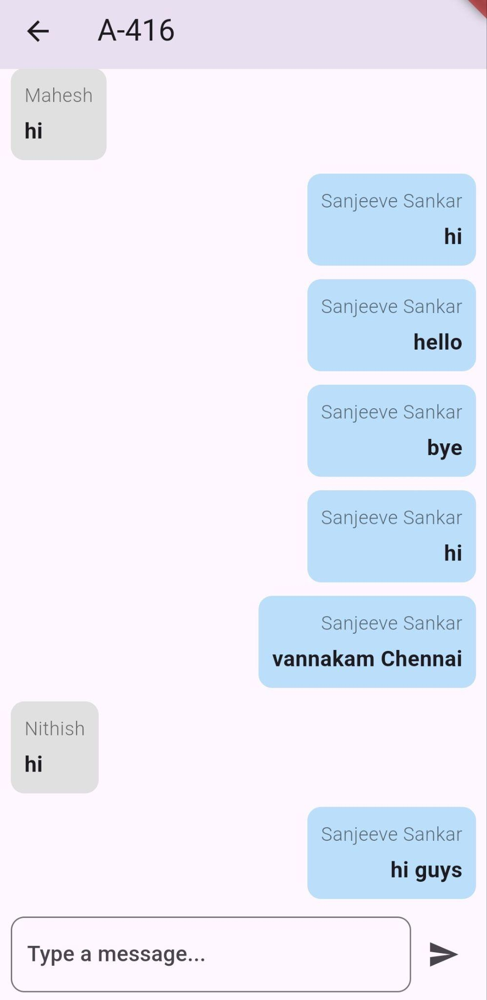 A-416
Mahesh
hi
Sanjeeve Sankar
hi
Sanjeeve Sankar
hello
Sanjeeve Sankar
bye
Sanjeeve Sankar
hi
Sanjeeve Sankar
vannakam Chennai
Nithish
hi
Sanjeeve Sankar
hi guys
Type a message...